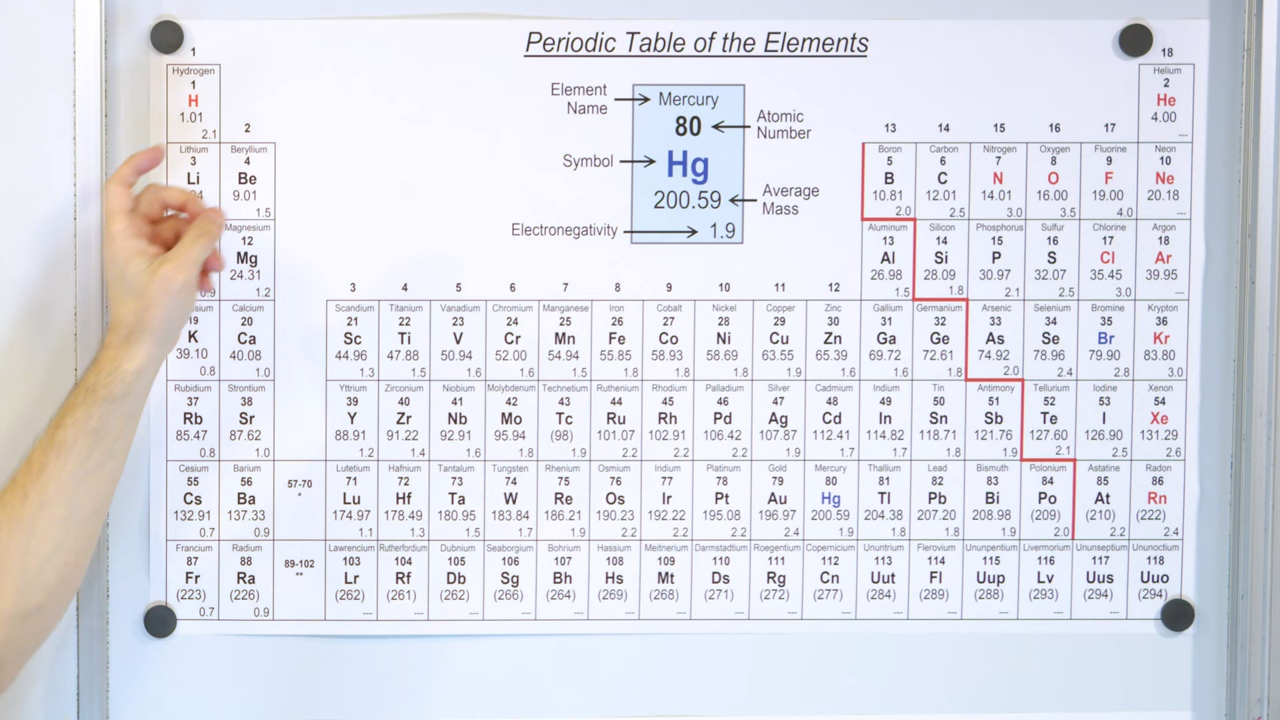 Periodic Table of the Elements
1 18
Element Name Mercury
80 Atomic Number
Symbol Hg
200.59 Average Mass
Electronegativity 1.9
Hydrogen Helium
1 2
H He
1.01 4.00
2.1 ---
2 13 14 15 16 17
Lithium Beryllium Boron Carbon Nitrogen Oxygen Fluorine Neon
3 4 5 6 7 8 9 10
Li Be B C N O F Ne
9.01 10.81 12.01 14.01 16.00 19.00 20.18
1.5 2.0 2.5 3.0 3.5 4.0 ---
Magnesium Aluminum Silicon Phosphorus Sulfur Chlorine Argon
12 13 14 15 16 17 18
Mg Al Si P S Cl Ar
24.31 26.98 28.09 30.97 32.07 35.45 39.95
0.9 1.2 1.5 1.8 2.1 2.5 3.0
3 4 5 6 7 8 9 10 11 12
Calcium Scandium Titanium Vanadium Chromium Manganese Iron Cobalt Nickel Copper Zinc Gallium Germanium Arsenic Selenium Bromine Krypton
19 20 21 22 23 24 25 26 27 28 29 30 31 32 33 34 35 36
K Ca Sc Ti V Cr Mn Fe Co Ni Cu Zn Ga Ge As Se Br Kr
39.10 40.08 44.96 47.88 50.94 52.00 54.94 55.85 58.93 58.69 63.55 65.39 69.72 72.61 74.92 78.96 79.90 83.80
0.8 1.0 1.3 1.5 1.6 1.6 1.5 1.8 1.8 1.8 1.9 1.6 1.6 1.8 2.0 2.4 2.8 3.0
Rubidium Strontium Yttrium Zirconium Niobium Molybdenum Technetium Ruthenium Rhodium Palladium Silver Cadmium Indium Tin Antimony Tellurium Iodine Xenon
37 38 39 40 41 42 43 44 45 46 47 48 49 50 51 52 53 54
Rb Sr Y Zr Nb Mo Tc Ru Rh Pd Ag Cd In Sn Sb Te I Xe
85.47 87.62 88.91 91.22 92.91 95.94 (98) 101.07 102.91 106.42 107.87 112.41 114.82 118.71 121.76 127.60 126.90 131.29
0.8 1.0 1.2 1.4 1.6 1.8 1.9 2.2 2.2 2.2 1.9 1.7 1.7 1.8 1.9 2.1 2.5 2.6
Cesium Barium Lutetium Hafnium Tantalum Tungsten Rhenium Osmium Iridium Platinum Gold Mercury Thallium Lead Bismuth Polonium Astatine Radon
55 56 57-70 71 72 73 74 75 76 77 78 79 80 81 82 83 84 85 86
Cs Ba * Lu Hf Ta W Re Os Ir Pt Au Hg Tl Pb Bi Po At Rn
132.91 137.33 174.97 178.49 180.95 183.84 186.21 190.23 192.22 195.08 196.97 200.59 204.38 207.20 208.98 (209) (210) (222)
0.7 0.9 1.1 1.3 1.5 1.7 1.9 2.2 2.2 2.2 2.4 1.9 1.8 1.8 1.9 2.0 2.2 2.4
Francium Radium Lawrencium Rutherfordium Dubnium Seaborgium Bohrium Hassium Meitnerium Darmstadtium Roegentium Copernicium Ununtrium Flerovium Ununpentium Livermorium Ununseptium Ununoctium
87 88 89-102 103 104 105 106 107 108 109 110 111 112 113 114 115 116 117 118
Fr Ra ** Lr Rf Db Sg Bh Hs Mt Ds Rg Cn Uut Fl Uup Lv Uus Uuo
(223) (226) (262) (261) (262) (266) (264) (269) (268) (271) (272) (277) (284) (289) (288) (293) (294) (294)
0.7 0.9 --- --- --- --- --- --- --- --- --- --- --- --- --- --- --- ---